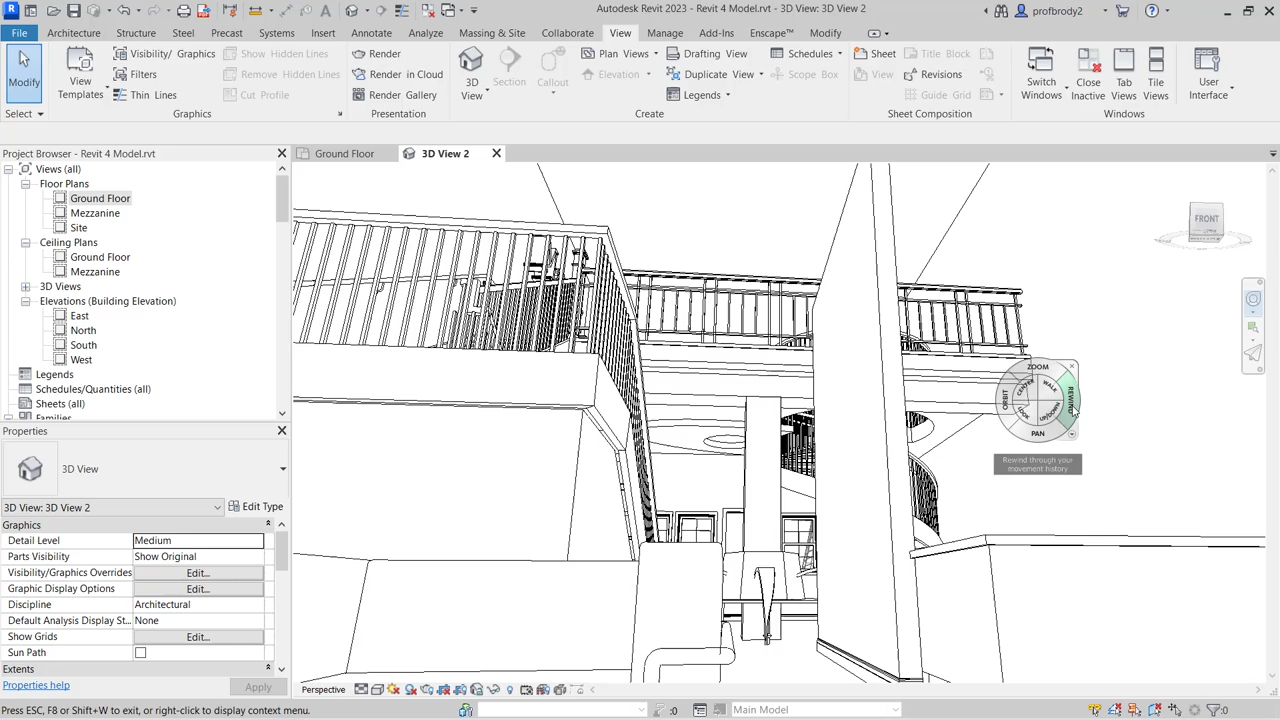 Autodesk Revit 2023 - Revit 4 Model.rvt - 3D View: 3D View 2
profbrody2
File
Architecture
Structure
Steel
Precast
Systems
Insert
Annotate
Analyze
Massing & Site
Collaborate
View
Manage
Add-Ins
Enscape™
Modify
Modify
View
Templates
Visibility/ Graphics
Filters
Thin Lines
Show Hidden Lines
Remove Hidden Lines
Cut Profile
Render
Render in Cloud
Render Gallery
3D
View
Section
Callout
Plan Views
Elevation
Drafting View
Duplicate View
Legends
Schedules
Scope Box
Sheet
View
Title Block
Revisions
Guide Grid
Switch
Windows
Close
Inactive
Tab
Views
Tile
Views
User
Interface
Select
Graphics
Presentation
Create
Sheet Composition
Windows
Project Browser - Revit 4 Model.rvt
Ground Floor
3D View 2
Views (all)
Floor Plans
Ground Floor
Mezzanine
Site
Ceiling Plans
Ground Floor
Mezzanine
3D Views
Elevations (Building Elevation)
East
North
South
West
Legends
Schedules/Quantities (all)
Sheets (all)
Families
Properties
3D View
3D View: 3D View 2
Edit Type
Graphics
Detail Level
Medium
Parts Visibility
Show Original
Visibility/Graphics Overrides
Edit...
Graphic Display Options
Edit...
Discipline
Architectural
Default Analysis Display St...
None
Show Grids
Edit...
Sun Path
Extents
Properties help
Apply
FRONT
ZOOM
ORBIT
CENTER
WALK
REWIND
LOOK
UP/DOWN
PAN
Rewind through your
movement history
Perspective
Press ESC, F8 or Shift+W to exit, or right-click to display context menu.
:0
Main Model
:0